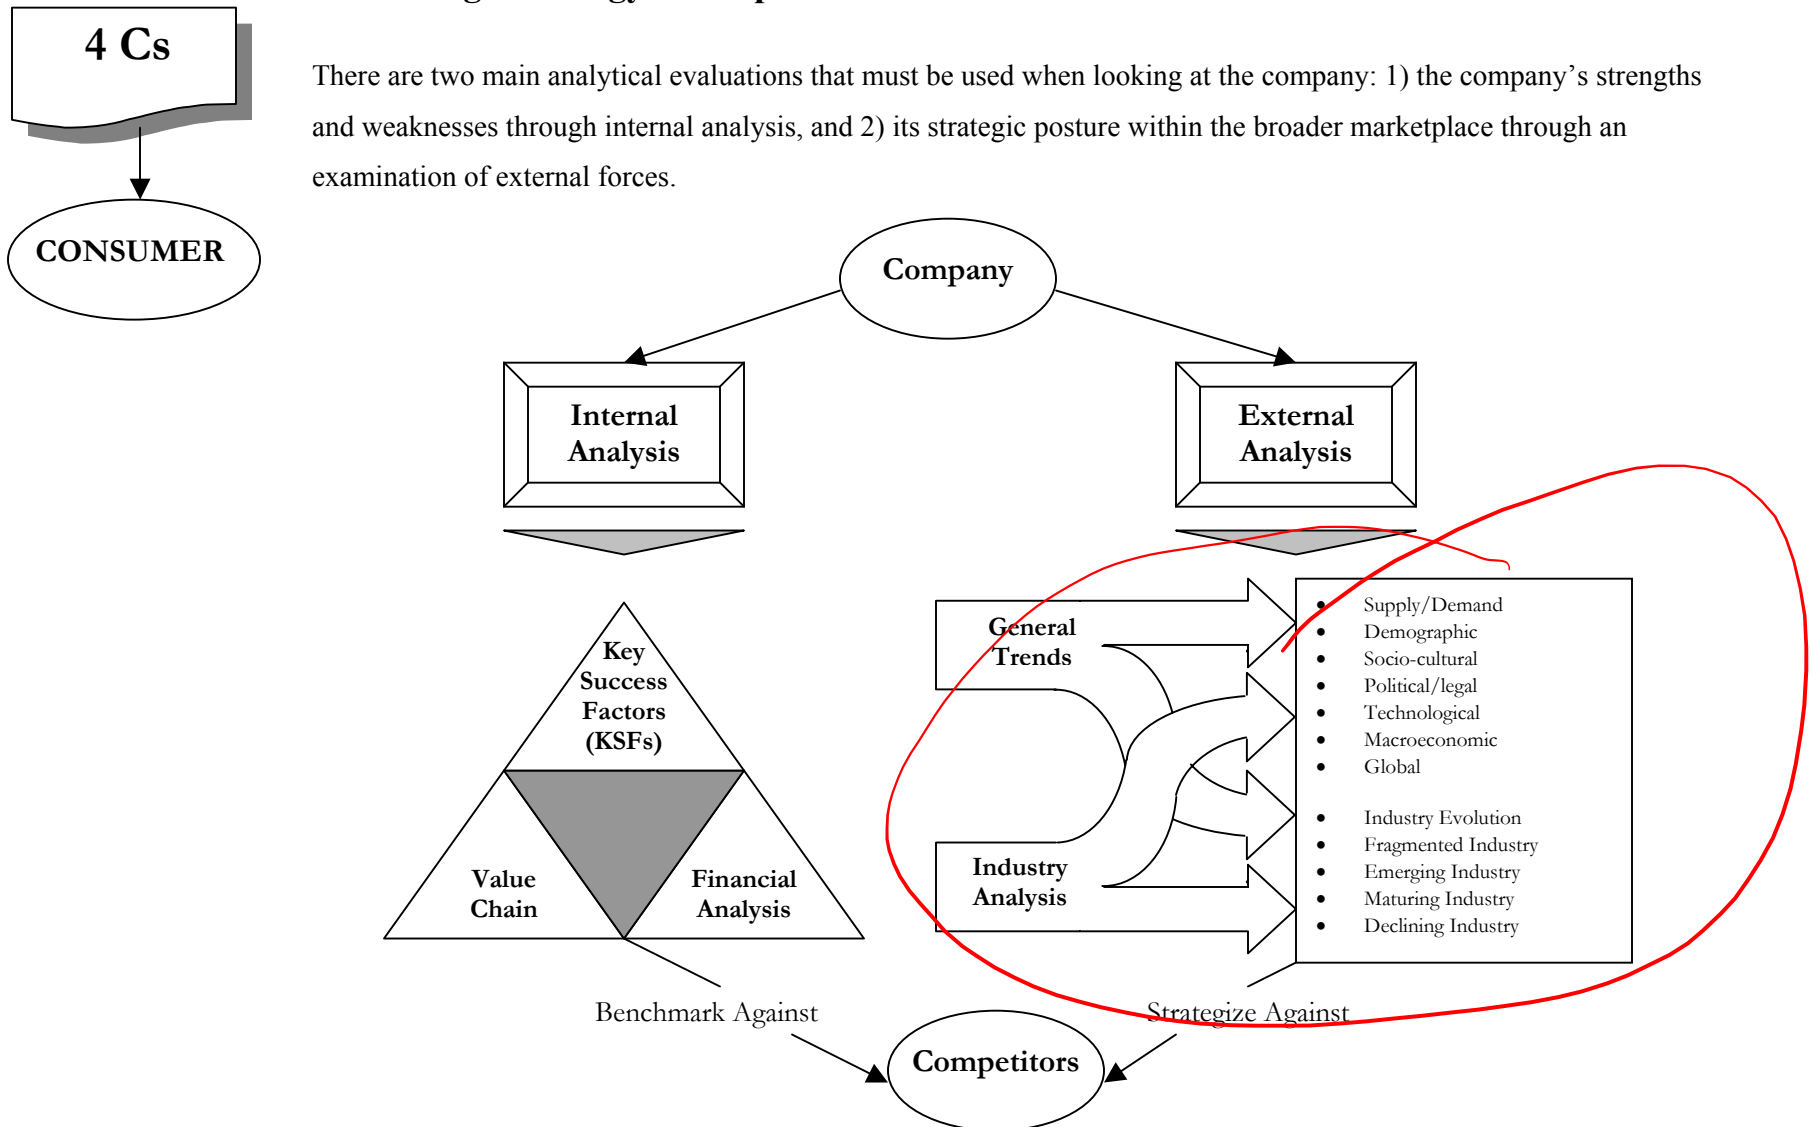 4 Cs
There are two main analytical evaluations that must be used when looking at the company: 1) the company’s strengths
and weaknesses through internal analysis, and 2) its strategic posture within the broader marketplace through an
examination of external forces.
CONSUMER
Company
Internal
Analysis
External
Analysis
Key
Success
Factors
(KSFs)
Value
Chain
Financial
Analysis
General
Trends
Industry
Analysis
• Supply/Demand
• Demographic
• Socio-cultural
• Political/legal
• Technological
• Macroeconomic
• Global
• Industry Evolution
• Fragmented Industry
• Emerging Industry
• Maturing Industry
• Declining Industry
Benchmark Against
Strategize Against
Competitors